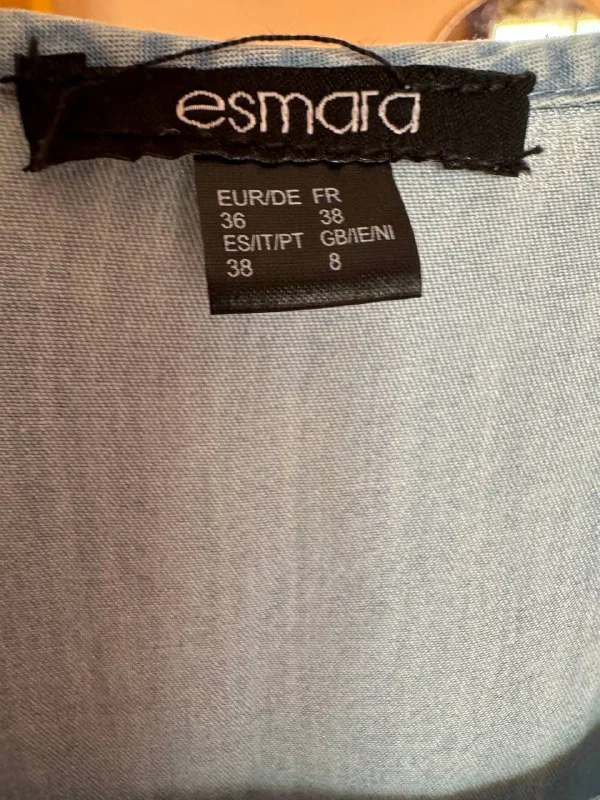 esmara
EUR/DE FR
36 38
ES/IT/PT GB/IE/NI
38 8